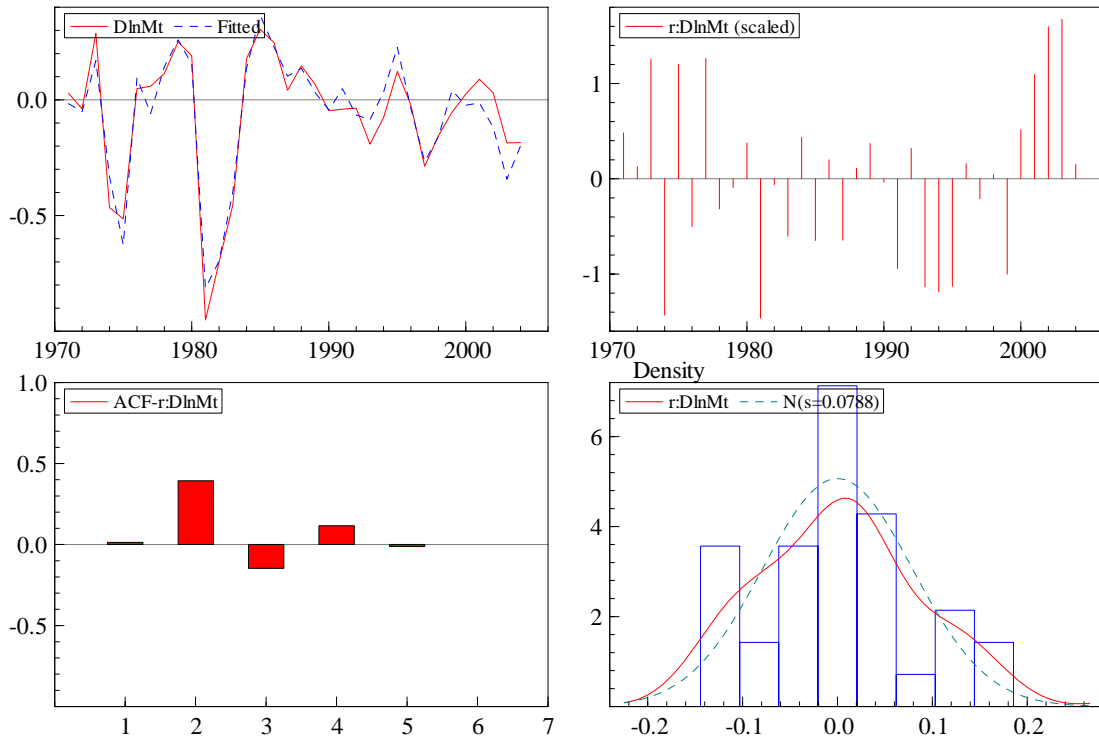 DlnMt Fitted
0.0
-0.5
1970 1980 1990 2000
r:DlnMt (scaled)
1
0
-1
1970 1980 1990 2000
ACF-r:DlnMt
1.0
0.5
0.0
-0.5
1 2 3 4 5 6 7
Density
r:DlnMt N(s=0.0788)
6
4
2
-0.2 -0.1 0.0 0.1 0.2